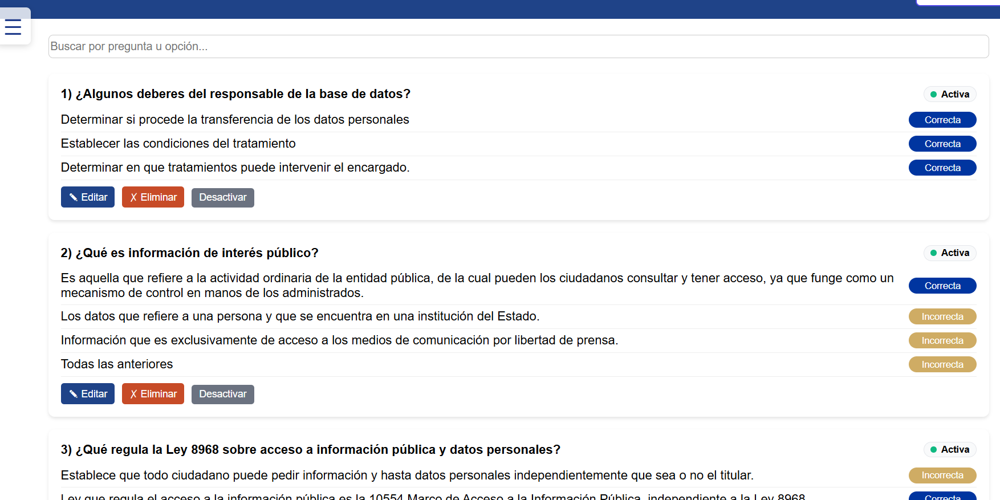 Buscar por pregunta u opción...
1) ¿Algunos deberes del responsable de la base de datos?
Activa
Determinar si procede la transferencia de los datos personales
Correcta
Establecer las condiciones del tratamiento
Correcta
Determinar en que tratamientos puede intervenir el encargado.
Correcta
Editar
Eliminar
Desactivar
2) ¿Qué es información de interés público?
Activa
Es aquella que refiere a la actividad ordinaria de la entidad pública, de la cual pueden los ciudadanos consultar y tener acceso, ya que funge como un
mecanismo de control en manos de los administrados.
Correcta
Los datos que refiere a una persona y que se encuentra en una institución del Estado.
Incorrecta
Información que es exclusivamente de acceso a los medios de comunicación por libertad de prensa.
Incorrecta
Todas las anteriores
Incorrecta
Editar
Eliminar
Desactivar
3) ¿Qué regula la Ley 8968 sobre acceso a información pública y datos personales?
Activa
Establece que todo ciudadano puede pedir información y hasta datos personales independientemente que sea o no el titular.
Incorrecta
Ley que regula el acceso a la información pública es la 10554 Marco de Acceso a la Información Pública, independiente a la Ley 8968
Correcta